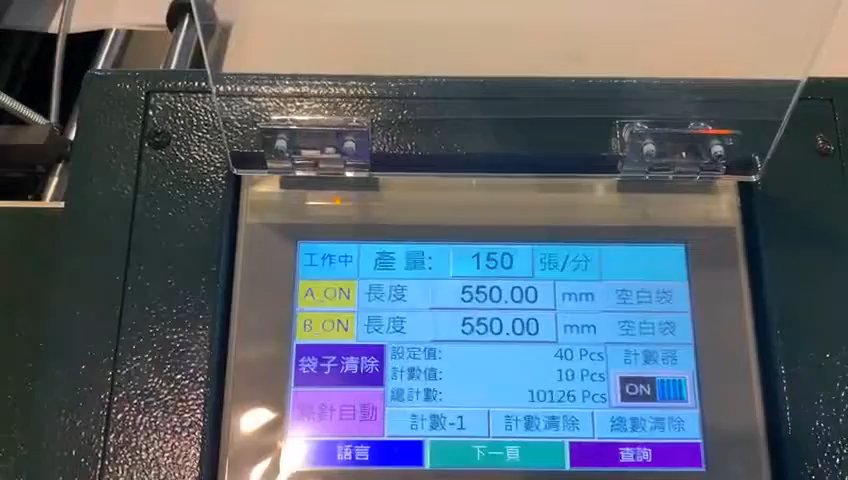 工作中 產量: 150 張/分
A_ON 長度 550.00 mm 空白袋
B_ON 長度 550.00 mm 空白袋
袋子清除 設定值: 40 Pcs 計數器
計數值: 10 Pcs ON
總計數: 10126 Pcs
針自動 計數-1 計數清除 總數清除
語言 下一頁 查詢